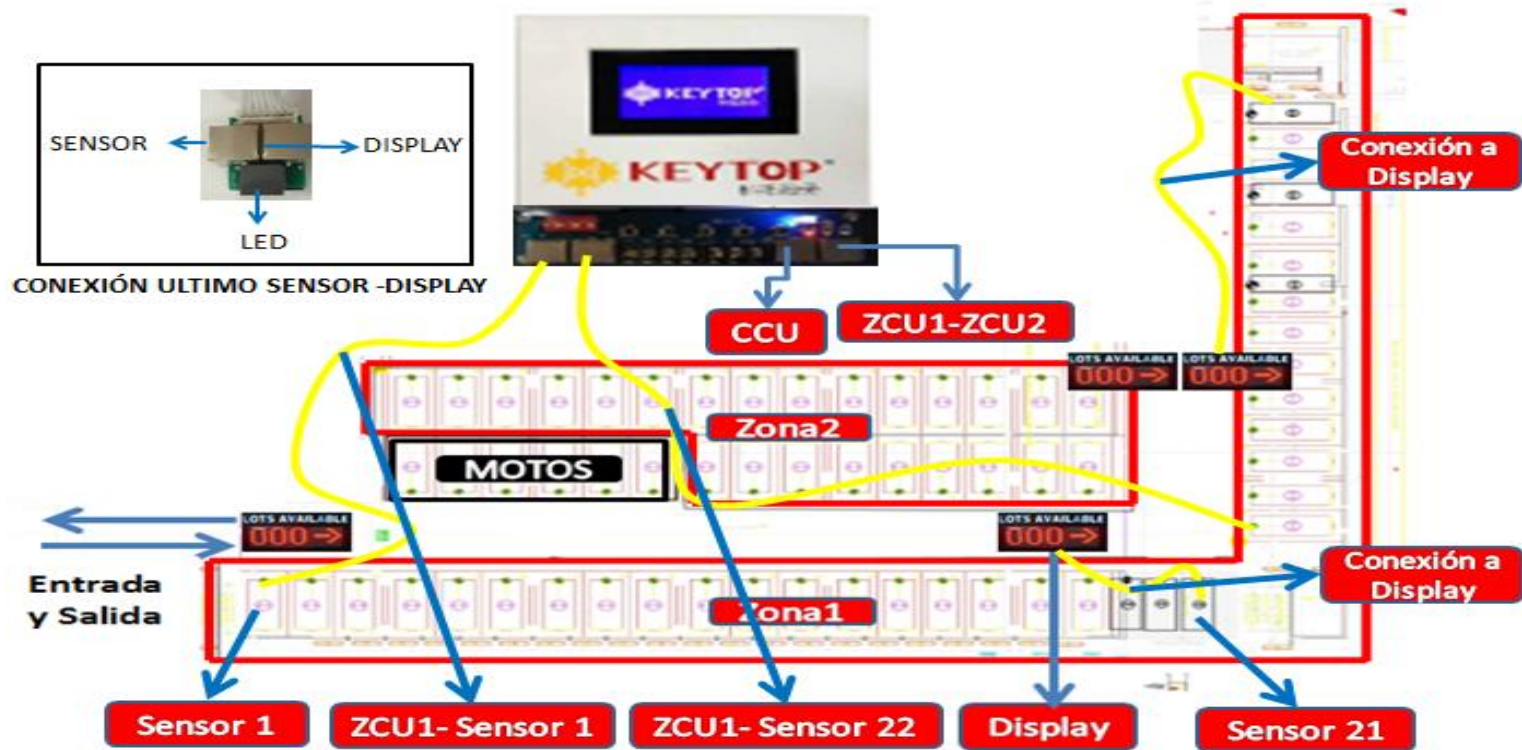 KEYTOP
KEYTOP
SENSOR
DISPLAY
LED
CONEXIÓN ULTIMO SENSOR -DISPLAY
Conexión a
Display
CCU
ZCU1-ZCU2
LOTS AVAILABLE
000
LOTS AVAILABLE
000
Zona2
MOTOS
LOTS AVAILABLE
000
LOTS AVAILABLE
000
Entrada
y Salida
Zona1
Conexión a
Display
Sensor 1
ZCU1- Sensor 1
ZCU1- Sensor 22
Display
Sensor 21